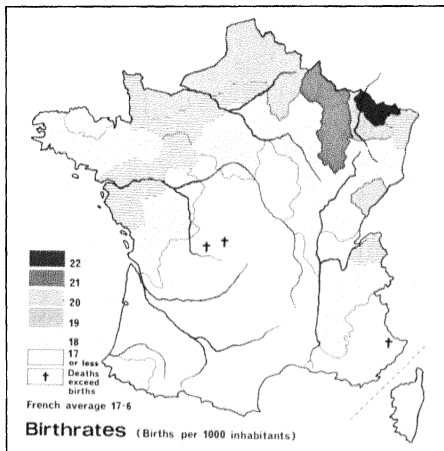 22
21
20
19
18
17
or less
† Deaths
exceed
births
French average 17·6
Birthrates (Births per 1000 inhabitants)